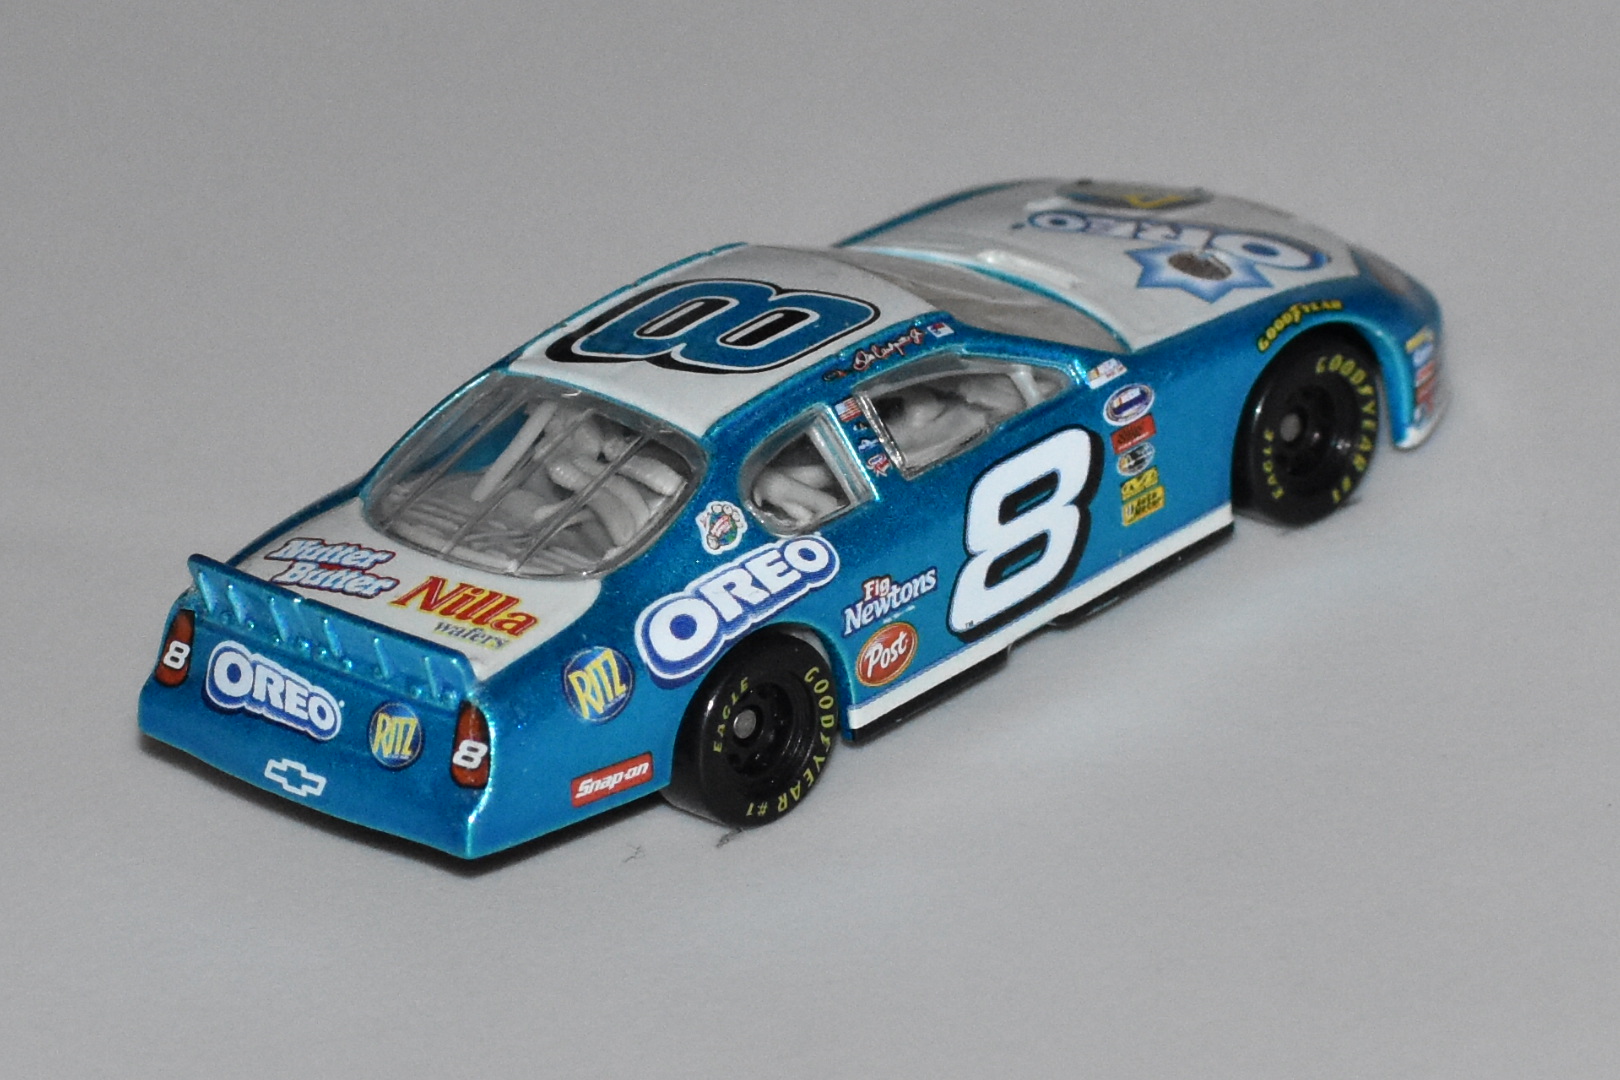 8
OREO
OREO
GOODYEAR
8
Fig
Newtons
Post
OREO
Nutter
Butter
Nilla
wafers
RITZ
Snap-on
EAGLE
GOODYEAR #1
EAGLE
GOODYEAR #1
8
OREO
RITZ
8